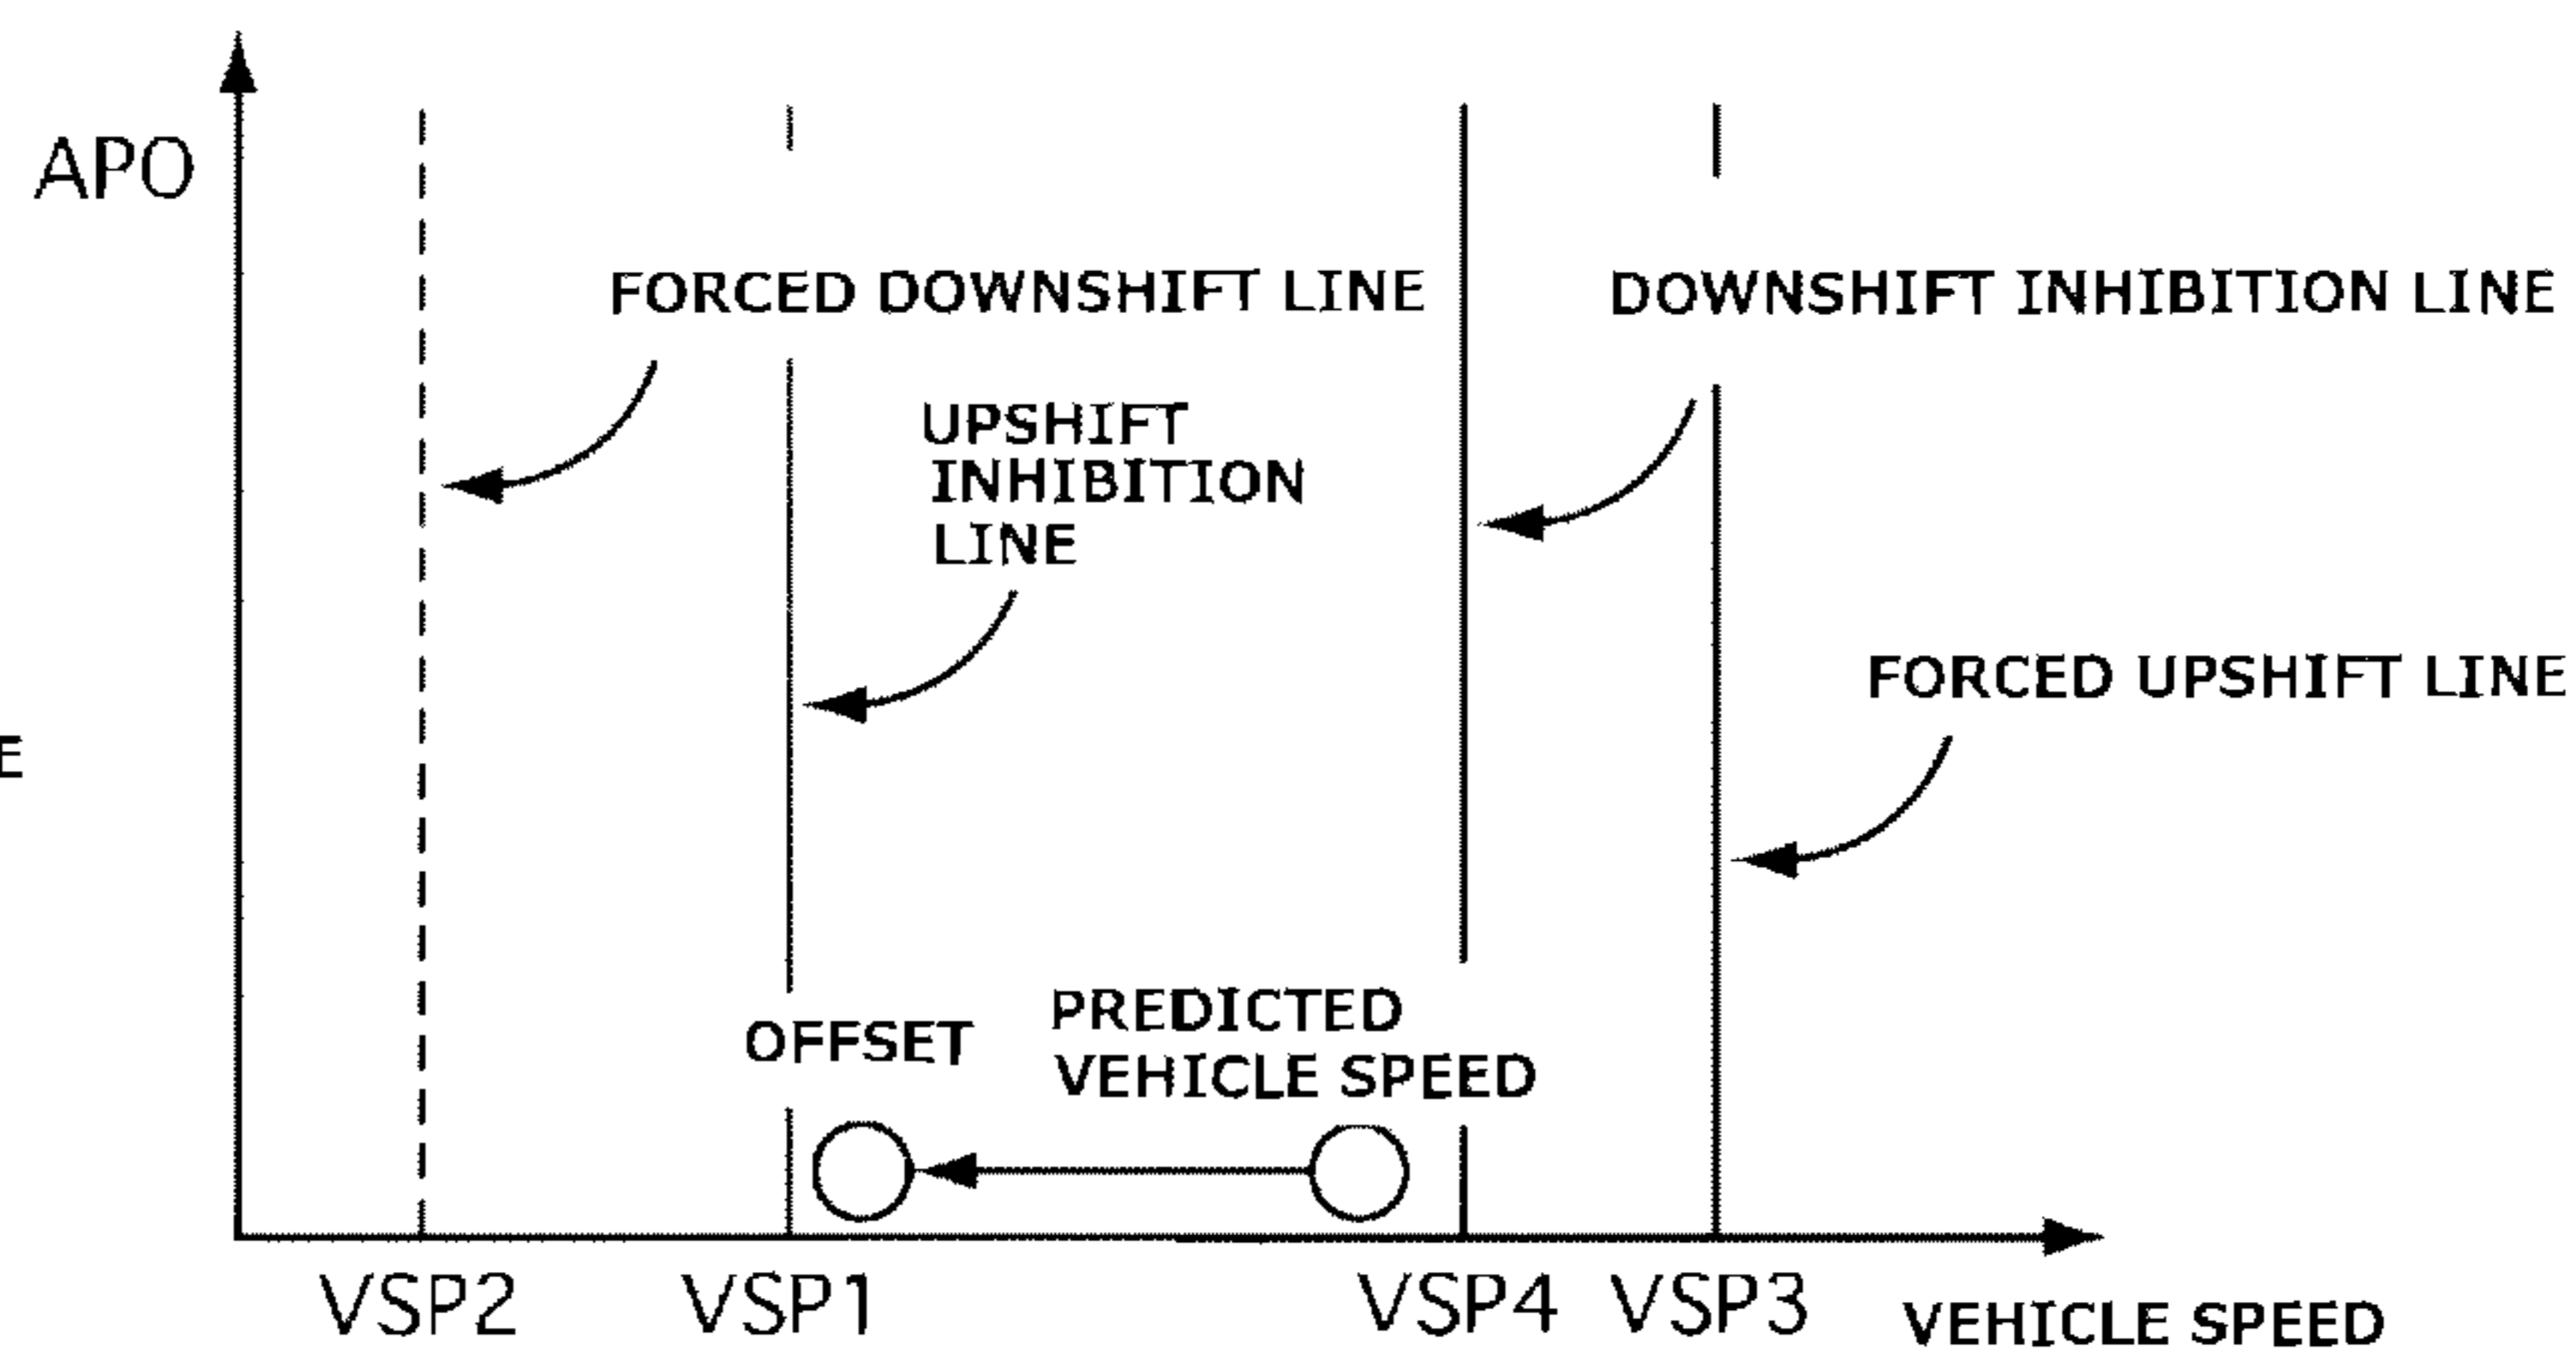 APO
FORCED DOWNSHIFT LINE
DOWNSHIFT INHIBITION LINE
UPSHIFT
INHIBITION
LINE
FORCED UPSHIFT LINE
E
OFFSET
PREDICTED
VEHICLE SPEED
VSP2
VSP1
VSP4
VSP3
VEHICLE SPEED